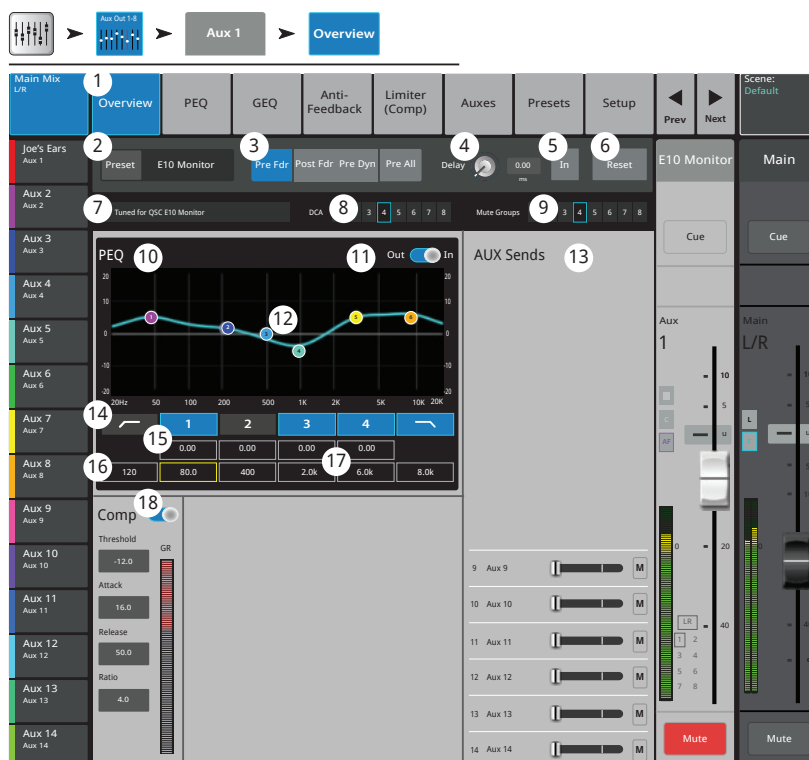 Aux Out 1-8
Aux 1
Overview
Main Mix
L/R
1
Overview
PEQ
GEQ
Anti-
Feedback
Limiter
(Comp)
Auxes
Presets
Setup
Prev
Next
Scene:
Default
Joe's Ears
Aux 1
2
Preset
E10 Monitor
3
Pre Fdr
Post Fdr
Pre Dyn
Pre All
4
Delay
0.00
ms
5
In
6
Reset
E10 Monitor
Main
Aux 2
Aux 2
7
Tuned for QSC E10 Monitor
DCA
8
3 4 5 6 7 8
Mute Groups
9
3 4 5 6 7 8
Cue
Cue
Aux 3
Aux 3
PEQ
10
11
Out
In
AUX Sends
13
Aux 4
Aux 4
20
20
10
10
12
1
2
3
4
5
6
0
0
-10
-10
-20
-20
20Hz 50 100 200 500 1K 2K 5K 10K 20K
Aux 5
Aux 5
Aux 6
Aux 6
Aux 7
Aux 7
14
1
2
3
4
15
0.00 0.00 0.00 0.00
Aux 8
Aux 8
16
17
120 80.0 400 2.0k 6.0k 8.0k
Aux 9
Aux 9
18
Comp
Threshold
-12.0
GR
Attack
16.0
Release
50.0
Ratio
4.0
Aux 10
Aux 10
Aux 11
Aux 11
Aux 12
Aux 12
Aux 13
Aux 13
Aux 14
Aux 14
9 Aux 9 M
10 Aux 10 M
11 Aux 11 M
12 Aux 12 M
13 Aux 13 M
14 Aux 14 M
Aux
1
10
5
C
AF
U
0
20
LR
40
1 2
3 4
5 6
7 8
Mute
Main
L/R
L
0
Mute